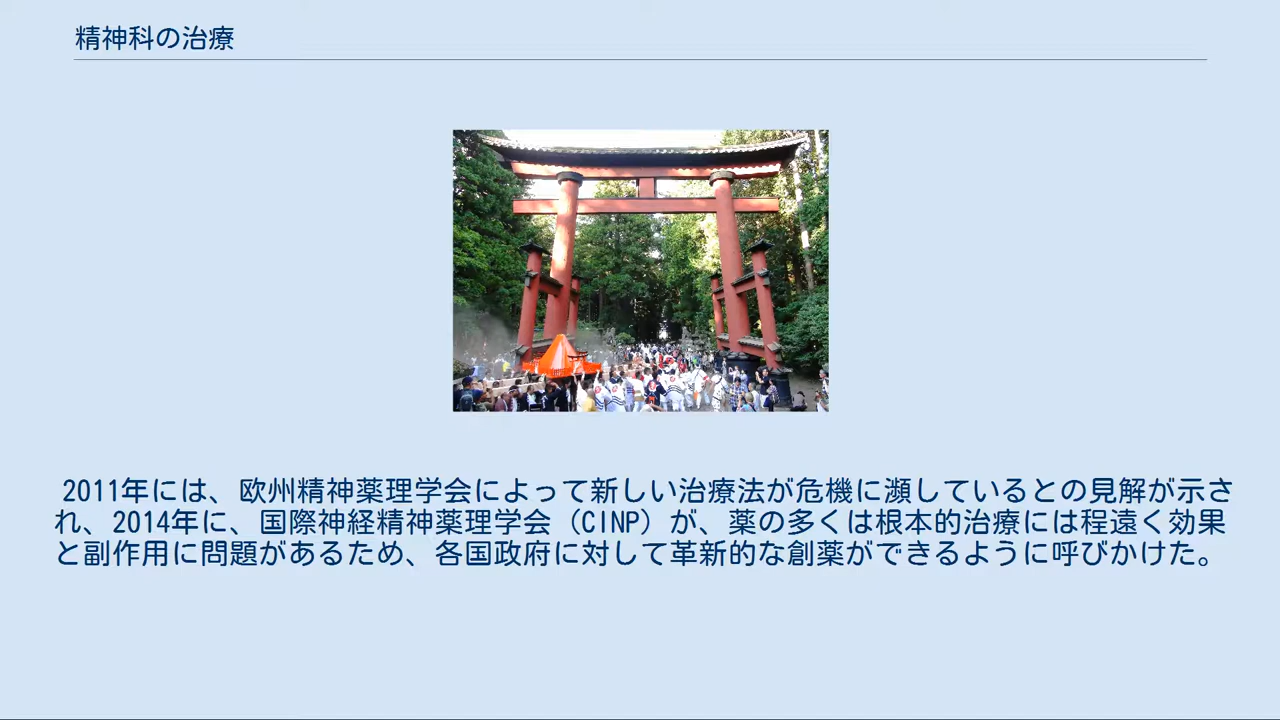 精神科の治療
2011年には、欧州精神薬理学会によって新しい治療法が危機に瀕しているとの見解が示さ
れ、2014年に、国際神経精神薬理学会（CINP）が、薬の多くは根本的治療には程遠く効果
と副作用に問題があるため、各国政府に対して革新的な創薬ができるように呼びかけた。